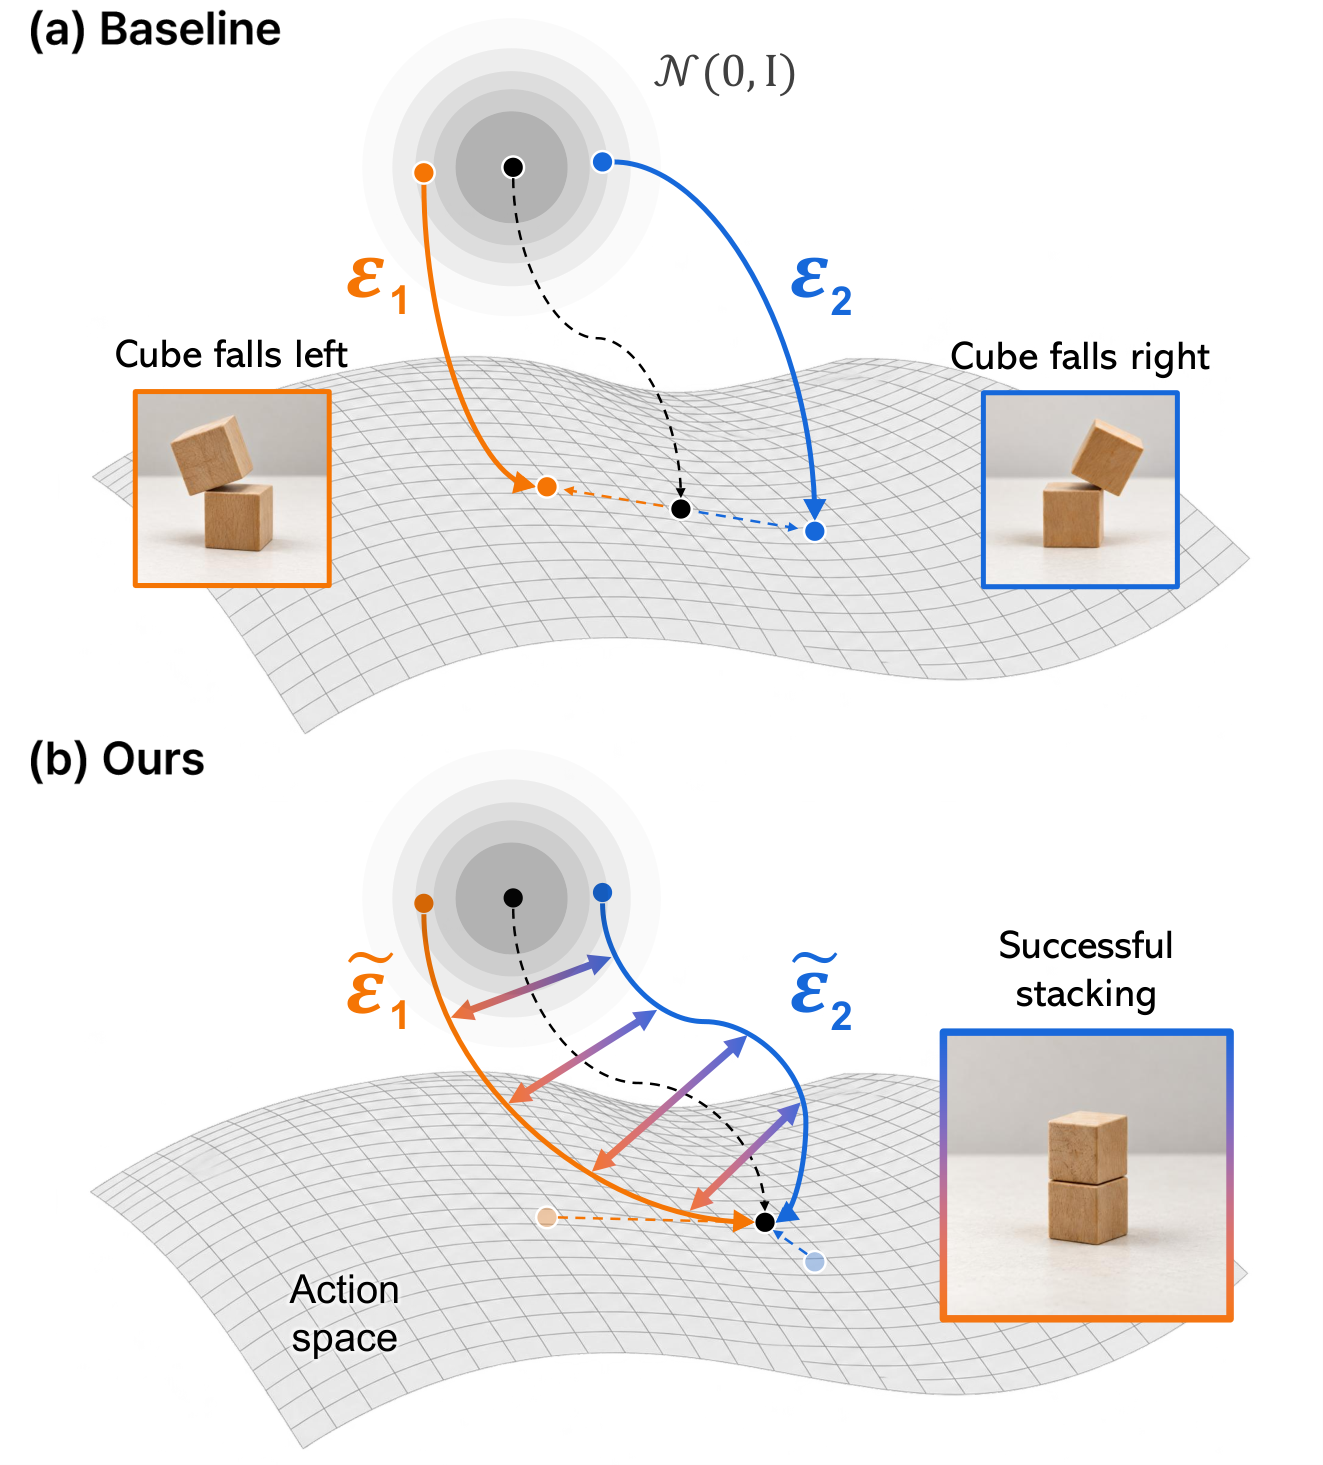 (a) Baseline
𝒩(0, I)
ε₁
ε₂
Cube falls left
Cube falls right
(b) Ours
ε̃₁
ε̃₂
Successful
stacking
Action
space